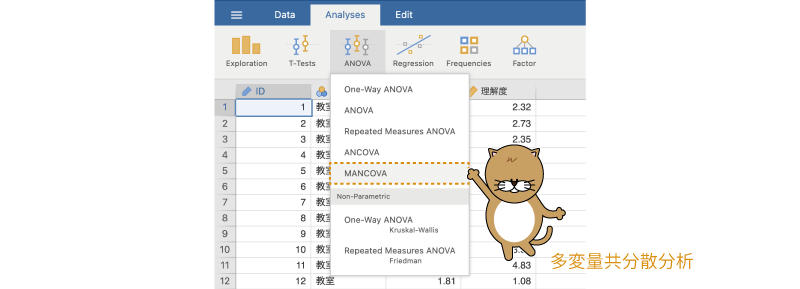 Data Analyses Edit
Exploration T-Tests ANOVA Regression Frequencies Factor
ID 理解度
One-Way ANOVA
ANOVA
Repeated Measures ANOVA
ANCOVA
MANCOVA
Non-Parametric
One-Way ANOVA
Kruskal-Wallis
Repeated Measures ANOVA
Friedman
1 1 教室 2.32
2 2 教室 2.73
3 3 教室 2.35
4 4 教室
5 5 教室
6 6 教室
7 7 教室
8 8 教室
9 9 教室
10 10 教室
11 11 教室 4.83
12 12 教室 1.81 1.08
多変量共分散分析